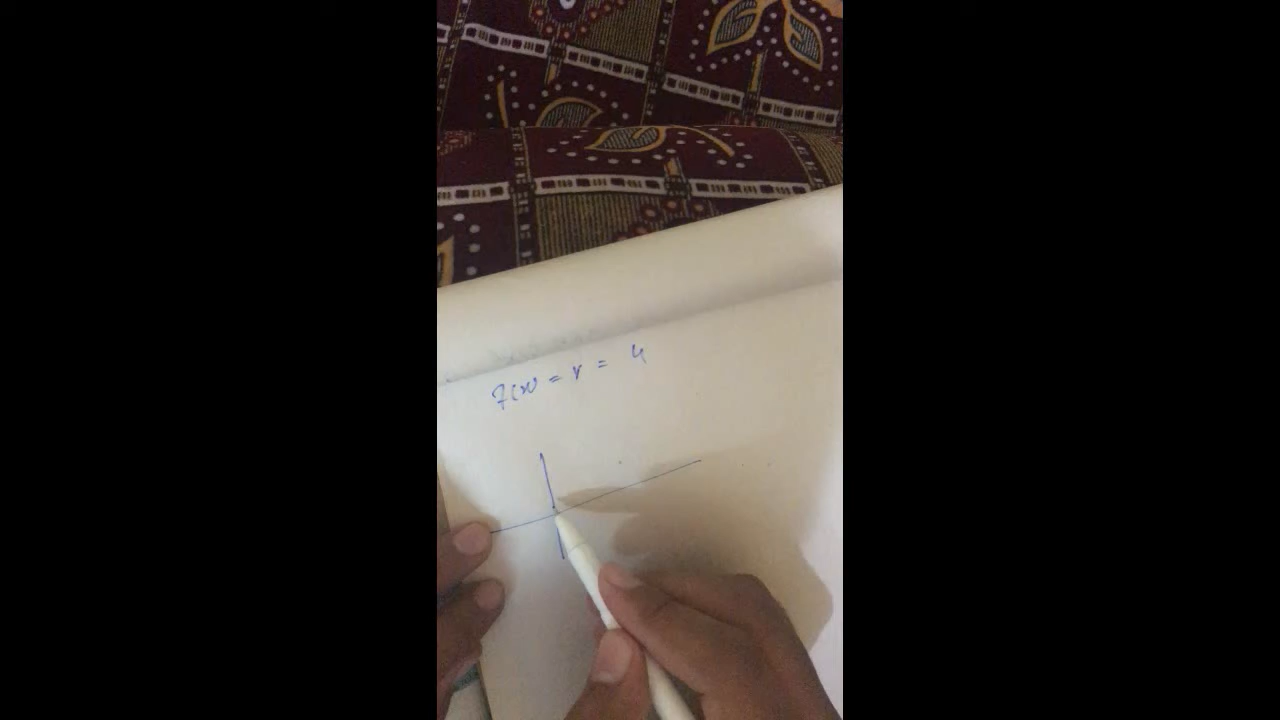 f(x) = y = 4